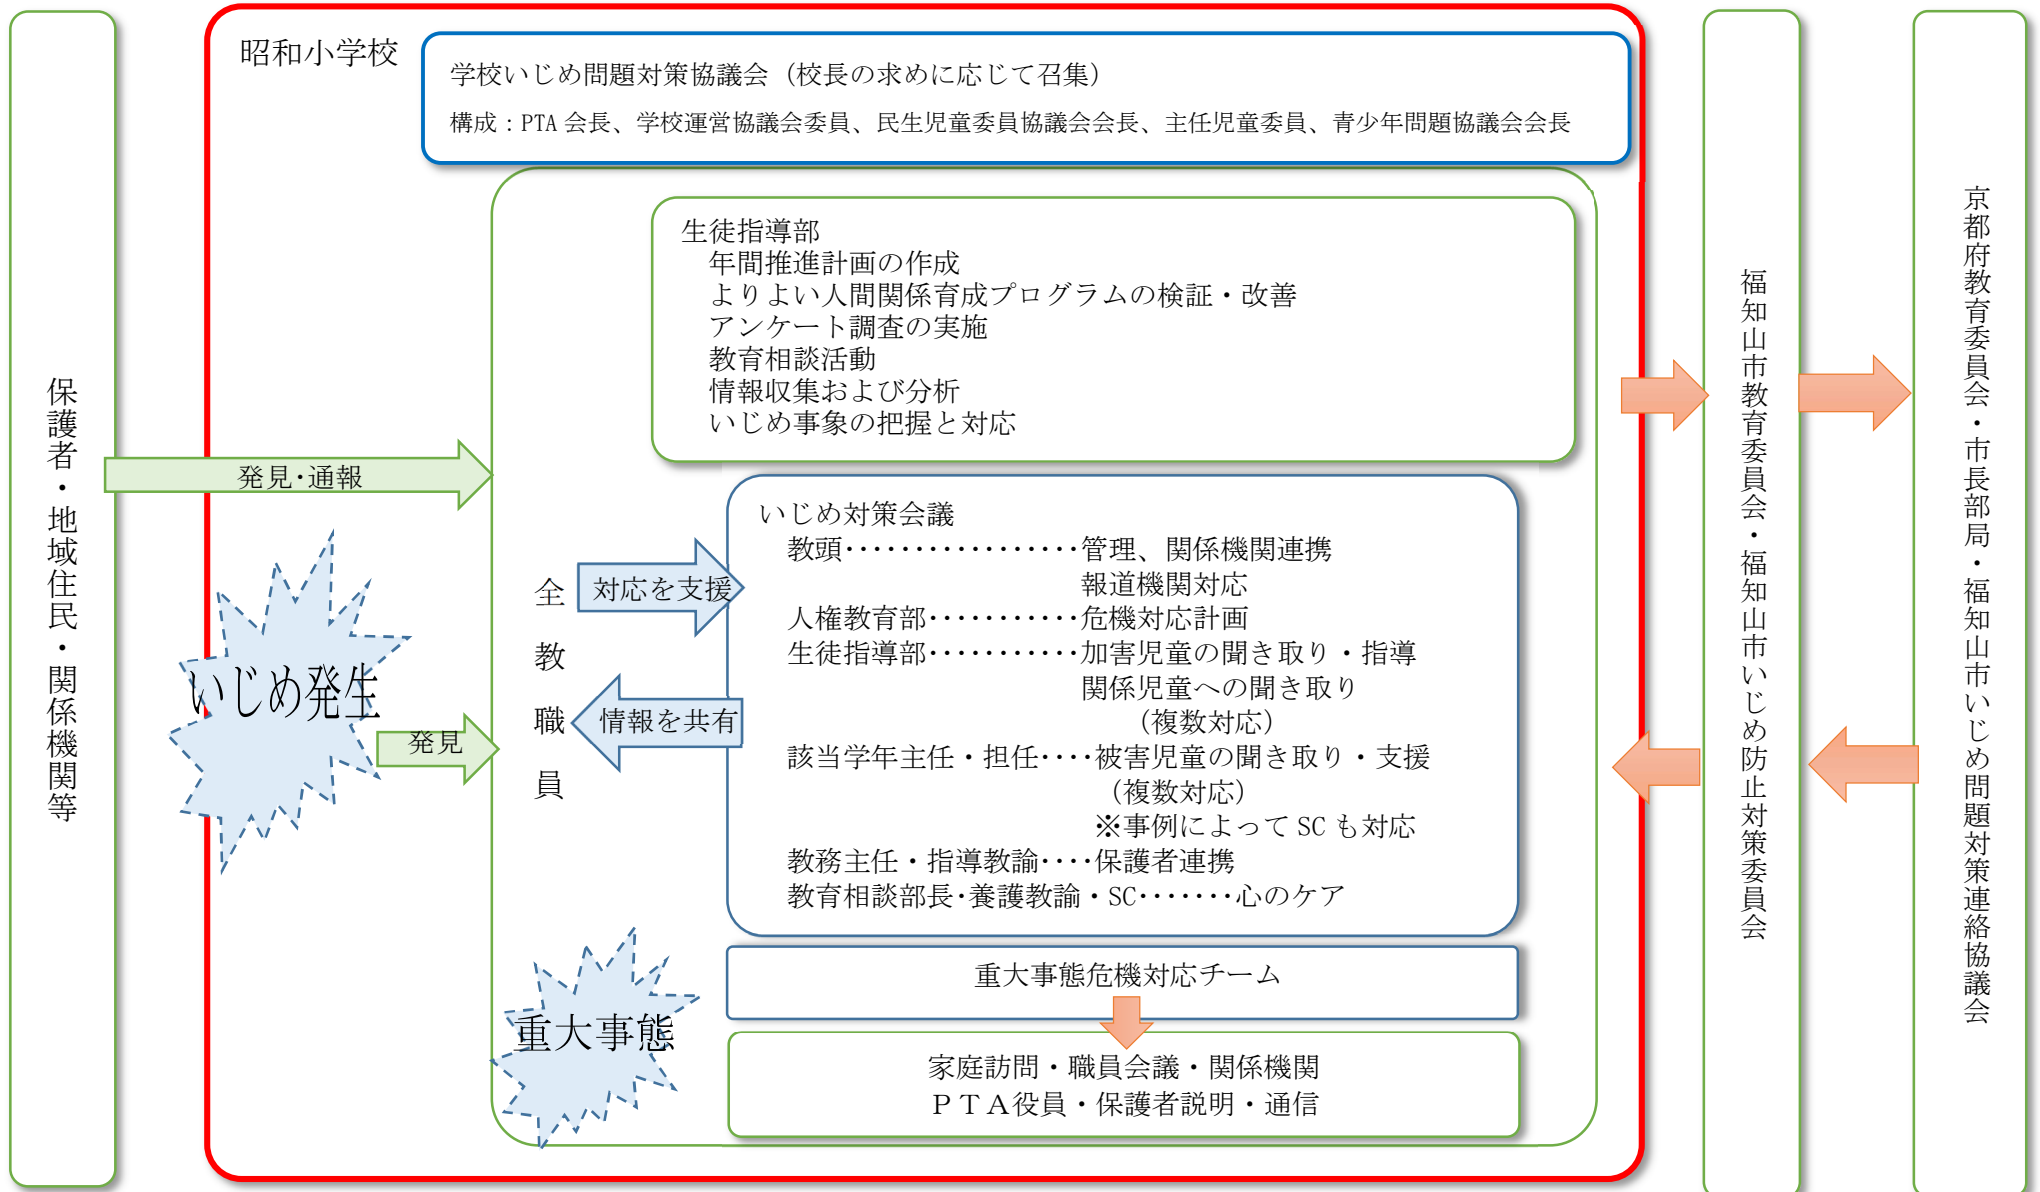 昭和小学校
学校いじめ問題対策協議会（校長の求めに応じて召集）
構成：PTA 会長、学校運営協議会委員、民生児童委員協議会会長、主任児童委員、青少年問題協議会会長
生徒指導部
年間推進計画の作成
よりよい人間関係育成プログラムの検証・改善
アンケート調査の実施
教育相談活動
情報収集および分析
いじめ事象の把握と対応
保護者・地域住民・関係機関等
発見・通報
いじめ発生
発見
全教職員
対応を支援
情報を共有
いじめ対策会議
教頭・・・・・・・・・・・・・・・・・管理、関係機関連携
報道機関対応
人権教育部・・・・・・・・・・・危機対応計画
生徒指導部・・・・・・・・・・・加害児童の聞き取り・指導
関係児童への聞き取り
（複数対応）
該当学年主任・担任・・・・被害児童の聞き取り・支援
（複数対応）
※事例によって SC も対応
教務主任・指導教諭・・・・保護者連携
教育相談部長・養護教諭・SC・・・・・・・心のケア
重大事態
重大事態危機対応チーム
家庭訪問・職員会議・関係機関
ＰＴＡ役員・保護者説明・通信
福知山市教育委員会・福知山市いじめ防止対策委員会
京都府教育委員会・市長部局・福知山市いじめ問題対策連絡協議会